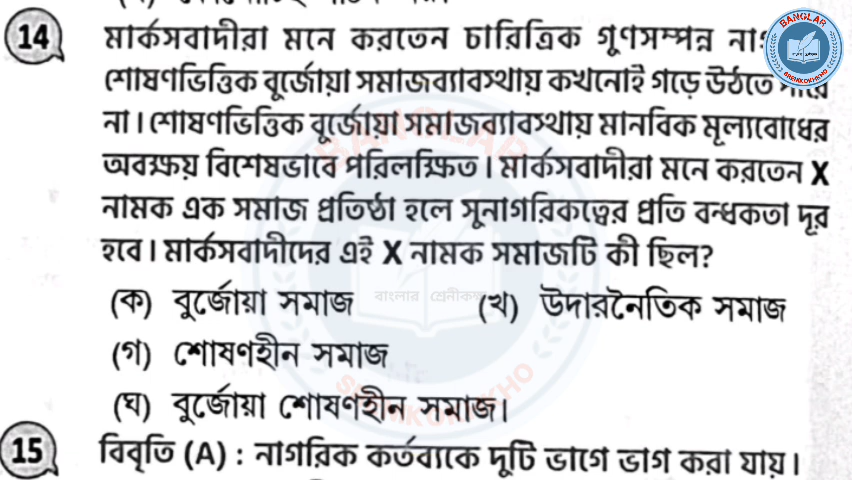 14 মার্কসবাদীরা মনে করতেন চারিত্রিক গুণসম্পন্ন
BANGLAR
SHEHKOKHKHO
শোষণভিত্তিক বুর্জোয়া সমাজব্যাবস্থায় কখনোই গড়ে উঠতে পারে
না। শোষণভিত্তিক বুর্জোয়া সমাজব্যাবস্থায় মানবিক মূল্যবোধের
অবক্ষয় বিশেষভাবে পরিলক্ষিত। মার্কসবাদীরা মনে করতেন X
নামক এক সমাজ প্রতিষ্ঠা হলে সুনাগরিকত্বের প্রতি বন্ধকতা দূর
হবে। মার্কসবাদীদের এই X নামক সমাজটি কী ছিল?
(ক) বুর্জোয়া সমাজ (খ) উদারনৈতিক সমাজ
বাংলার শ্রেণীকক্ষ
(গ) শোষণহীন সমাজ
(ঘ) বুর্জোয়া শোষণহীন সমাজ।
15 বিবৃতি (A) : নাগরিক কর্তব্যকে দুটি ভাগে ভাগ করা যায়।